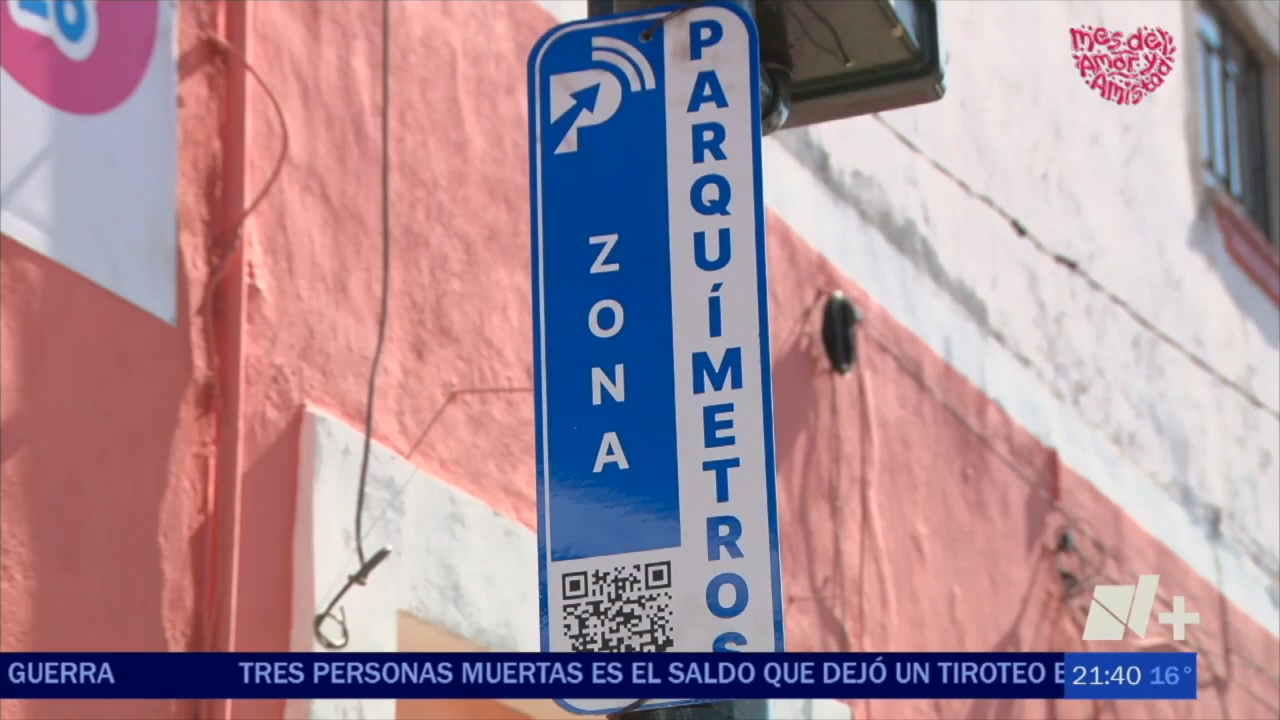 ZONA
PARQUÍMETROS
mes del
Amor y la
Amistad
N+
GUERRA TRES PERSONAS MUERTAS ES EL SALDO QUE DEJÓ UN TIROTEO
21:40 16°